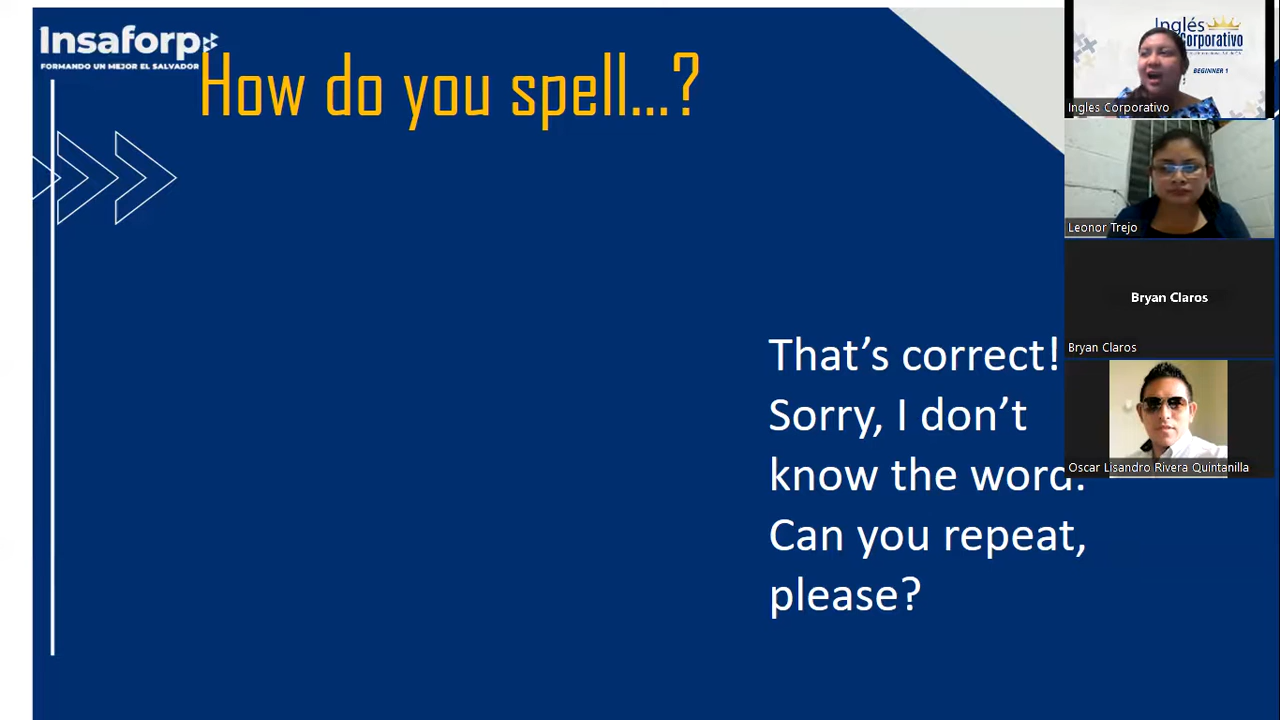 Insaforp
FORMANDO UN MEJOR EL SALVADOR
How do you spell...?
That's correct!
Sorry, I don't
know the word.
Can you repeat,
please?
Inglés
Corporativo
BEGINNER 1
Ingles Corporativo
Leonor Trejo
Bryan Claros
Bryan Claros
Oscar Lisandro Rivera Quintanilla